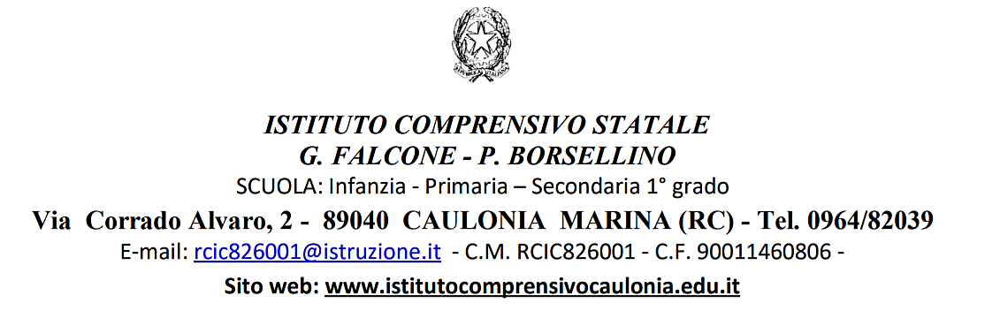 ISTITUTO COMPRENSIVO STATALE
G. FALCONE - P. BORSELLINO
SCUOLA: Infanzia - Primaria – Secondaria 1° grado
Via Corrado Alvaro, 2 - 89040 CAULONIA MARINA (RC) - Tel. 0964/82039
E-mail: rcic826001@istruzione.it - C.M. RCIC826001 - C.F. 90011460806 -
Sito web: www.istitutocomprensivocaulonia.edu.it